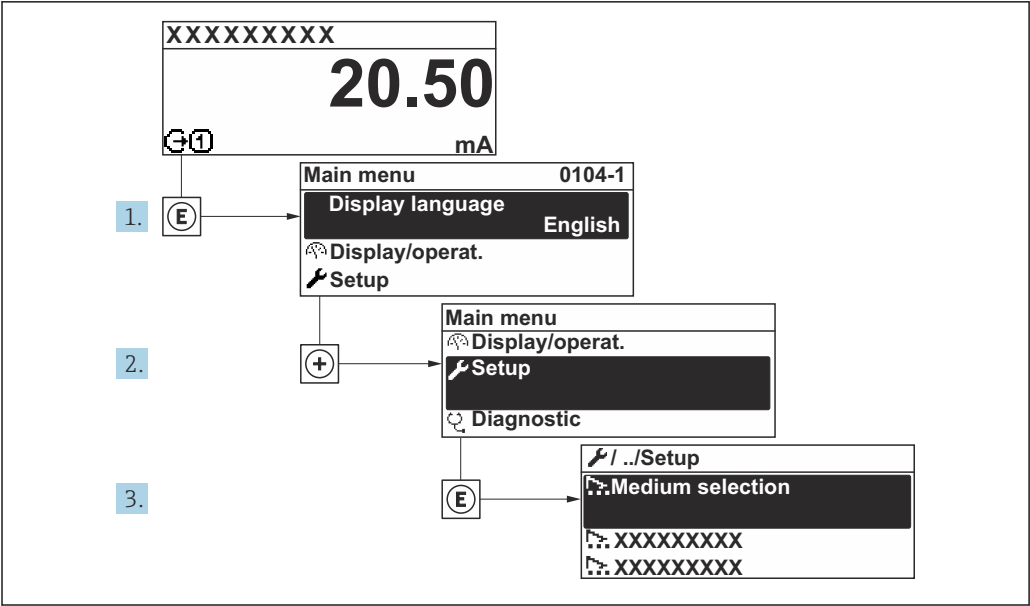 XXXXXXXXX
20.50
1 mA
Main menu 0104-1
1. E Display language
English
Display/operat.
Setup
Main menu
2. + Display/operat.
Setup
Diagnostic
/ ../Setup
3. E Medium selection
XXXXXXXXX
XXXXXXXXX